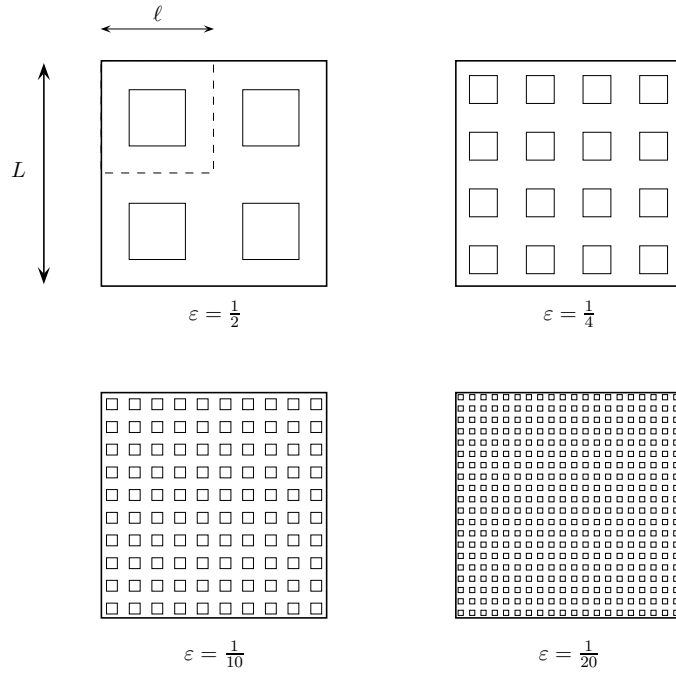 ℓ
L
ε = 1/2
ε = 1/4
ε = 1/10
ε = 1/20